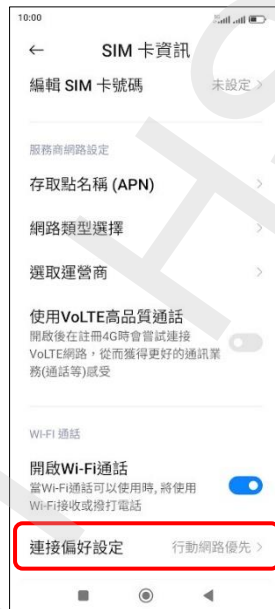 10:00
SIM 卡資訊
編輯 SIM 卡號碼 未設定
服務商網路設定
存取點名稱 (APN)
網路類型選擇
選取運營商
使用VoLTE高品質通話
開啟後在註冊4G時會嘗試連接
VoLTE網路，從而獲得更好的通訊業
務(通話等)感受
WI-FI 通話
開啟Wi-Fi通話
當Wi-Fi通話可以使用時, 將使用
Wi-Fi接收或撥打電話
連接偏好設定 行動網路優先